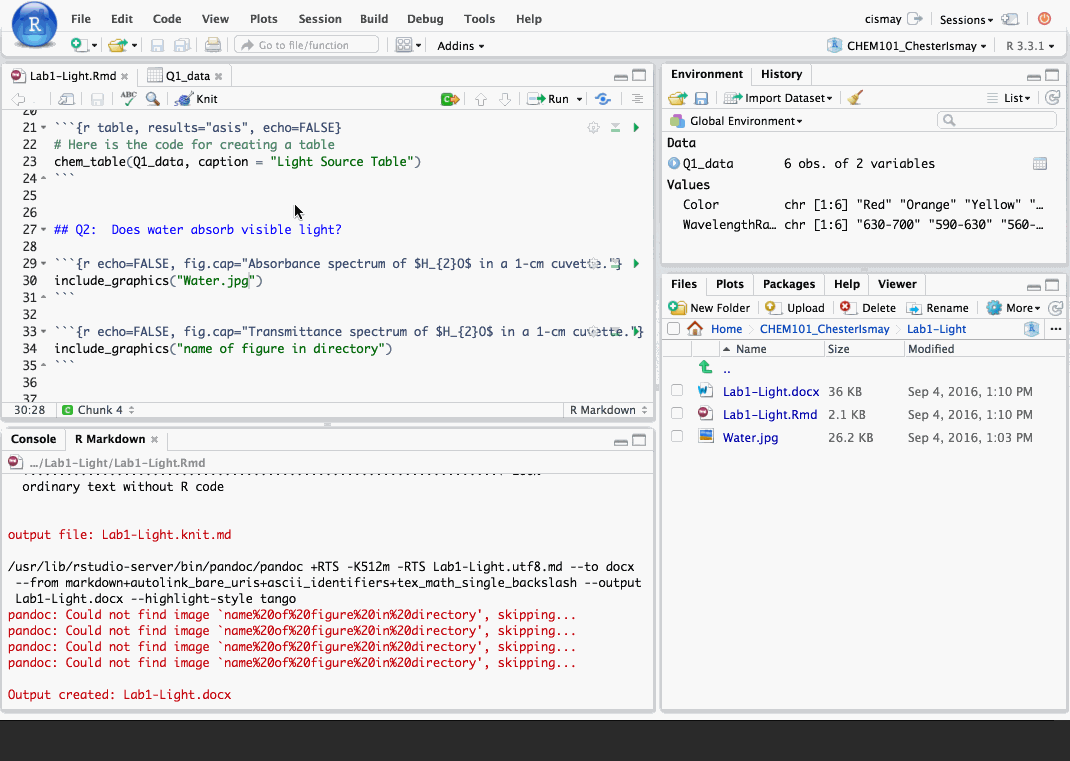 File Edit Code View Plots Session Build Debug Tools Help cismay Sessions
Go to file/function Addins CHEM101_ChesterIsmay R 3.3.1
Lab1-Light.Rmd Q1_data
ABC Knit Run
20
21 ```{r table, results="asis", echo=FALSE}
22 # Here is the code for creating a table
23 chem_table(Q1_data, caption = "Light Source Table")
24 ```
25
26
27 ## Q2:  Does water absorb visible light?
28
29 ```{r echo=FALSE, fig.cap="Absorbance spectrum of $H_{2}O$ in a 1-cm cuvette."}
30 include_graphics("Water.jpg")
31 ```
32
33 ```{r echo=FALSE, fig.cap="Transmittance spectrum of $H_{2}O$ in a 1-cm cuvette."}
34 include_graphics("name of figure in directory")
35 ```
36
37
30:28 Chunk 4 R Markdown
Console R Markdown
.../Lab1-Light/Lab1-Light.Rmd
ordinary text without R code
output file: Lab1-Light.knit.md
/usr/lib/rstudio-server/bin/pandoc/pandoc +RTS -K512m -RTS Lab1-Light.utf8.md --to docx
--from markdown+autolink_bare_uris+ascii_identifiers+tex_math_single_backslash --output
Lab1-Light.docx --highlight-style tango
pandoc: Could not find image `name%20of%20figure%20in%20directory', skipping...
pandoc: Could not find image `name%20of%20figure%20in%20directory', skipping...
pandoc: Could not find image `name%20of%20figure%20in%20directory', skipping...
pandoc: Could not find image `name%20of%20figure%20in%20directory', skipping...
Output created: Lab1-Light.docx
Environment History
Import Dataset List
Global Environment
Data
Q1_data 6 obs. of 2 variables
Values
Color chr [1:6] "Red" "Orange" "Yellow" "…
WavelengthRa… chr [1:6] "630-700" "590-630" "560-…
Files Plots Packages Help Viewer
New Folder Upload Delete Rename More
Home CHEM101_ChesterIsmay Lab1-Light ...
Name Size Modified
..
Lab1-Light.docx 36 KB Sep 4, 2016, 1:10 PM
Lab1-Light.Rmd 2.1 KB Sep 4, 2016, 1:10 PM
Water.jpg 26.2 KB Sep 4, 2016, 1:03 PM